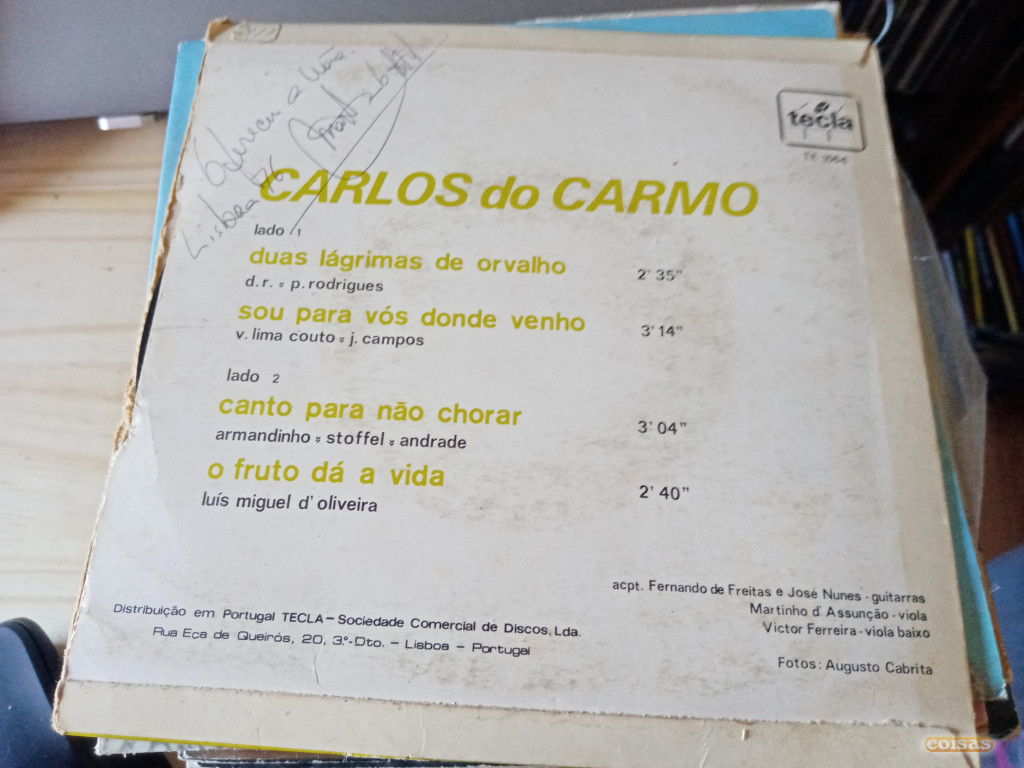 Lisboa 76
tecla
TE
CARLOS do CARMO
lado 1
duas lágrimas de orvalho 2' 35"
d.r. * p. rodrigues
sou para vós donde venho 3' 14"
v. lima couto * j. campos
lado 2
canto para não chorar 3' 04"
armandinho * stoffel * andrade
o fruto dá a vida 2' 40"
luís miguel d' oliveira
acpt. Fernando de Freitas e José Nunes - guitarras
Martinho d' Assunção - viola
Victor Ferreira - viola baixo
Fotos: Augusto Cabrita
Distribuição em Portugal TECLA - Sociedade Comercial de Discos, Lda.
Rua Eca de Queirós, 20, 3.º-Dto. - Lisboa - Portugal
coisas